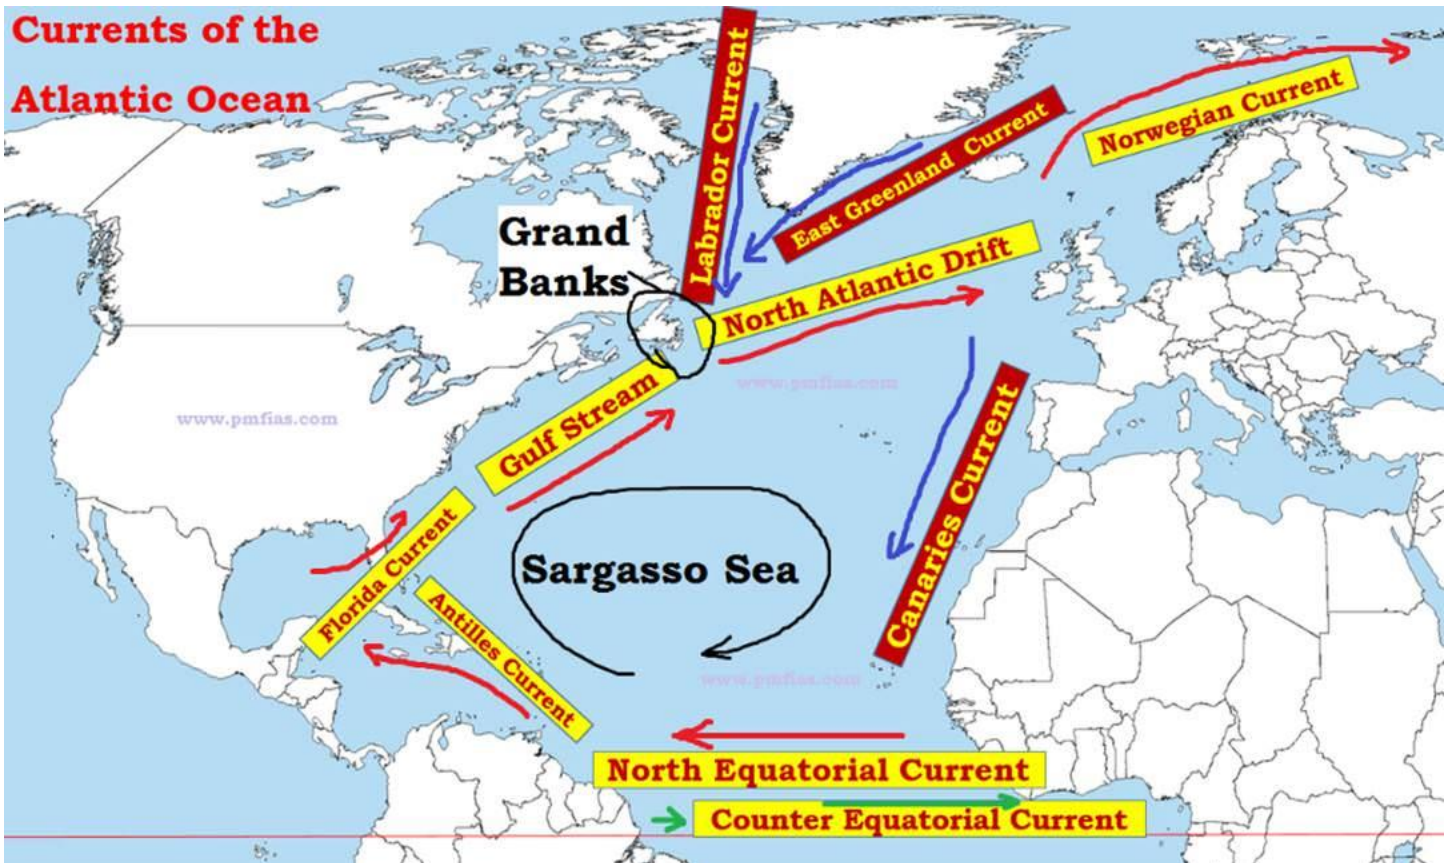 Currents of the
Atlantic Ocean
Labrador Current
East Greenland Current
Norwegian Current
Grand
Banks
North Atlantic Drift
www.pmfias.com
www.pmfias.com
Gulf Stream
Canaries Current
Florida Current
Sargasso Sea
Antilles Current
www.pmfias.com
North Equatorial Current
Counter Equatorial Current